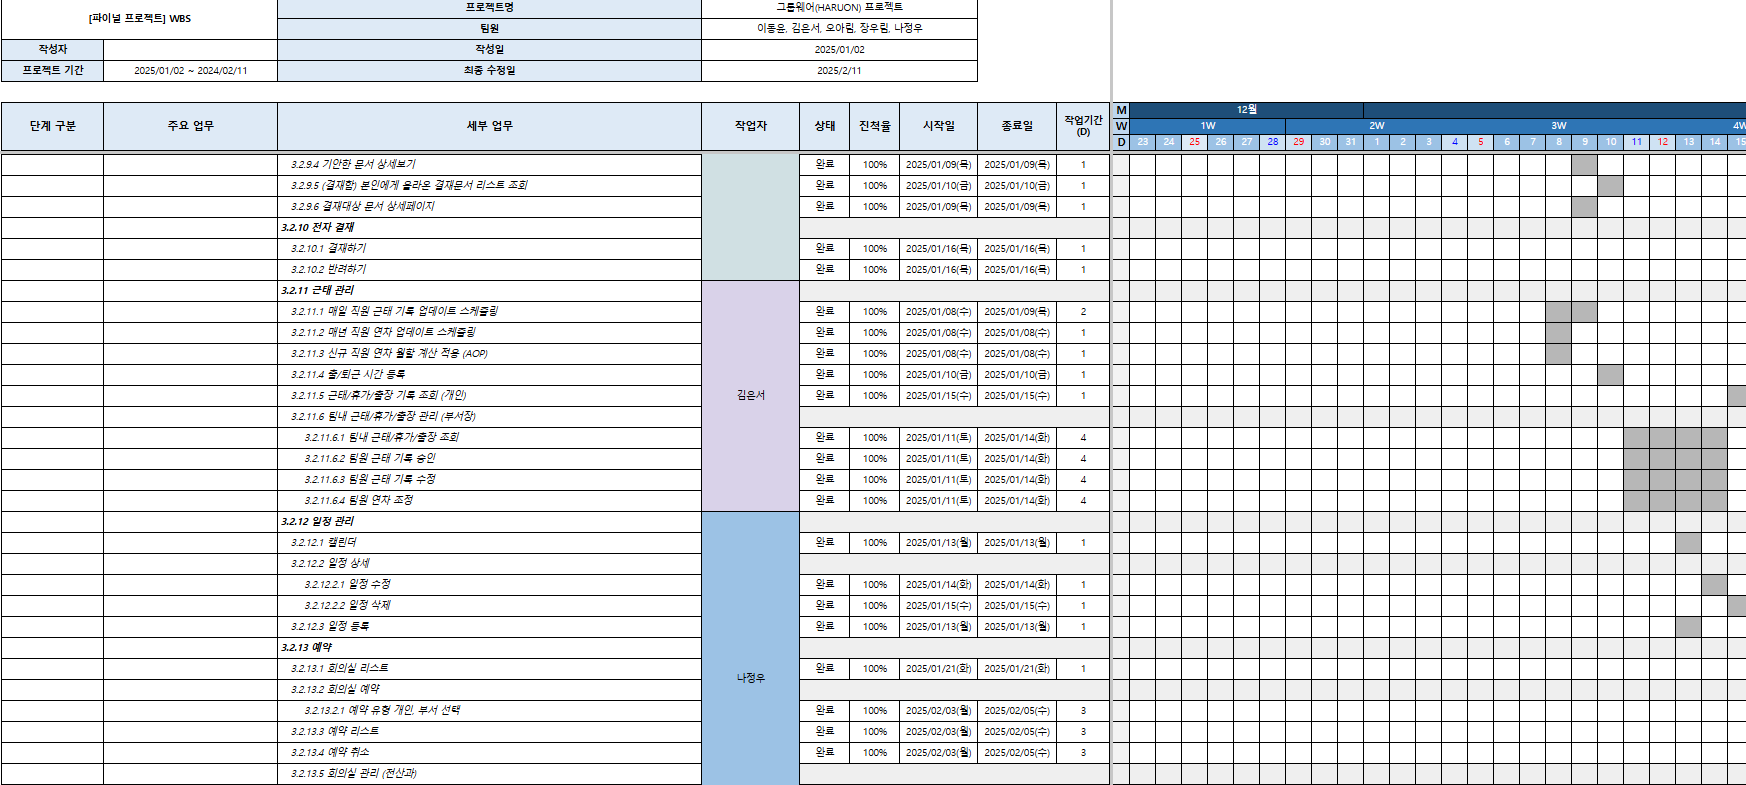 [파이널 프로젝트] WBS
프로젝트명
그룹웨어(HARUON) 프로젝트
팀원
이동윤, 김은서, 오아림, 장우림, 나정우
작성자
작성일
2025/01/02
프로젝트 기간
2025/01/02 ~ 2024/02/11
최종 수정일
2025/2/11
단계 구분 주요 업무 세부 업무 작업자 상태 진척율 시작일 종료일 작업기간
(D)
M 12월
W 1W 2W 3W 4W
D 23 24 25 26 27 28 29 30 31 1 2 3 4 5 6 7 8 9 10 11 12 13 14 15
3.2.9.4 기안한 문서 상세보기 완료 100% 2025/01/09(목) 2025/01/09(목) 1
3.2.9.5 (결재함) 본인에게 올라온 결재문서 리스트 조회 완료 100% 2025/01/10(금) 2025/01/10(금) 1
3.2.9.6 결재대상 문서 상세페이지 완료 100% 2025/01/09(목) 2025/01/09(목) 1
3.2.10 전자 결재
3.2.10.1 결재하기 완료 100% 2025/01/16(목) 2025/01/16(목) 1
3.2.10.2 반려하기 완료 100% 2025/01/16(목) 2025/01/16(목) 1
3.2.11 근태 관리
3.2.11.1 매일 직원 근태 기록 업데이트 스케줄링 완료 100% 2025/01/08(수) 2025/01/09(목) 2
3.2.11.2 매년 직원 연차 업데이트 스케줄링 완료 100% 2025/01/08(수) 2025/01/08(수) 1
3.2.11.3 신규 직원 연차 월할 계산 적용 (AOP) 완료 100% 2025/01/08(수) 2025/01/08(수) 1
3.2.11.4 출/퇴근 시간 등록 완료 100% 2025/01/10(금) 2025/01/10(금) 1
3.2.11.5 근태/휴가/출장 기록 조회 (개인) 김은서 완료 100% 2025/01/15(수) 2025/01/15(수) 1
3.2.11.6 팀내 근태/휴가/출장 관리 (부서장)
3.2.11.6.1 팀내 근태/휴가/출장 조회 완료 100% 2025/01/11(토) 2025/01/14(화) 4
3.2.11.6.2 팀원 근태 기록 승인 완료 100% 2025/01/11(토) 2025/01/14(화) 4
3.2.11.6.3 팀원 근태 기록 수정 완료 100% 2025/01/11(토) 2025/01/14(화) 4
3.2.11.6.4 팀원 연차 조정 완료 100% 2025/01/11(토) 2025/01/14(화) 4
3.2.12 일정 관리
3.2.12.1 캘린더 완료 100% 2025/01/13(월) 2025/01/13(월) 1
3.2.12.2 일정 상세
3.2.12.2.1 일정 수정 완료 100% 2025/01/14(화) 2025/01/14(화) 1
3.2.12.2.2 일정 삭제 완료 100% 2025/01/15(수) 2025/01/15(수) 1
3.2.12.3 일정 등록 완료 100% 2025/01/13(월) 2025/01/13(월) 1
3.2.13 예약
3.2.13.1 회의실 리스트 나정우 완료 100% 2025/01/21(화) 2025/01/21(화) 1
3.2.13.2 회의실 예약
3.2.13.2.1 예약 유형 개인, 부서 선택 완료 100% 2025/02/03(월) 2025/02/05(수) 3
3.2.13.3 예약 리스트 완료 100% 2025/02/03(월) 2025/02/05(수) 3
3.2.13.4 예약 취소 완료 100% 2025/02/03(월) 2025/02/05(수) 3
3.2.13.5 회의실 관리 (전산과)